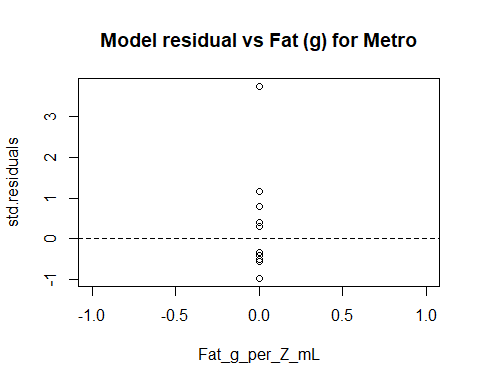 Model residual vs Fat (g) for Metro
std.residuals
3
2
1
0
-1
-1.0 -0.5 0.0 0.5 1.0
Fat_g_per_Z_mL